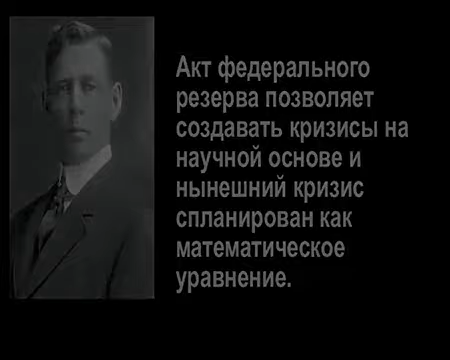 Акт федерального
резерва позволяет
создавать кризисы на
научной основе и
нынешний кризис
спланирован как
математическое
уравнение.